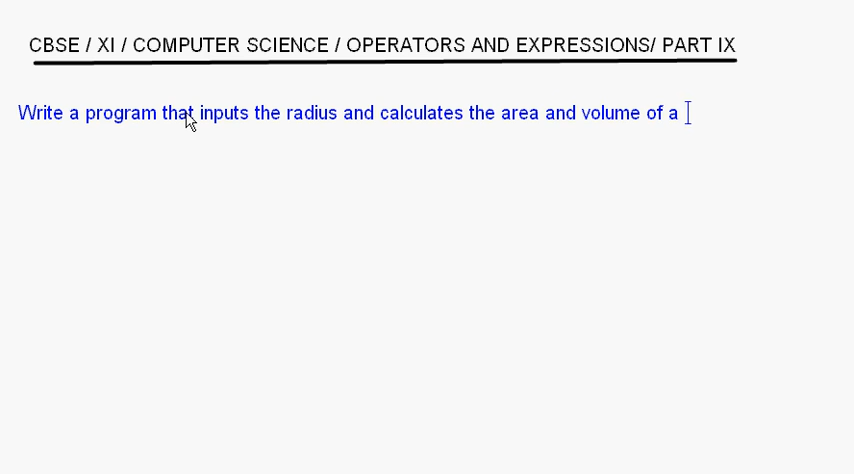 CBSE / XI / COMPUTER SCIENCE / OPERATORS AND EXPRESSIONS/ PART IX
Write a program that inputs the radius and calculates the area and volume of a